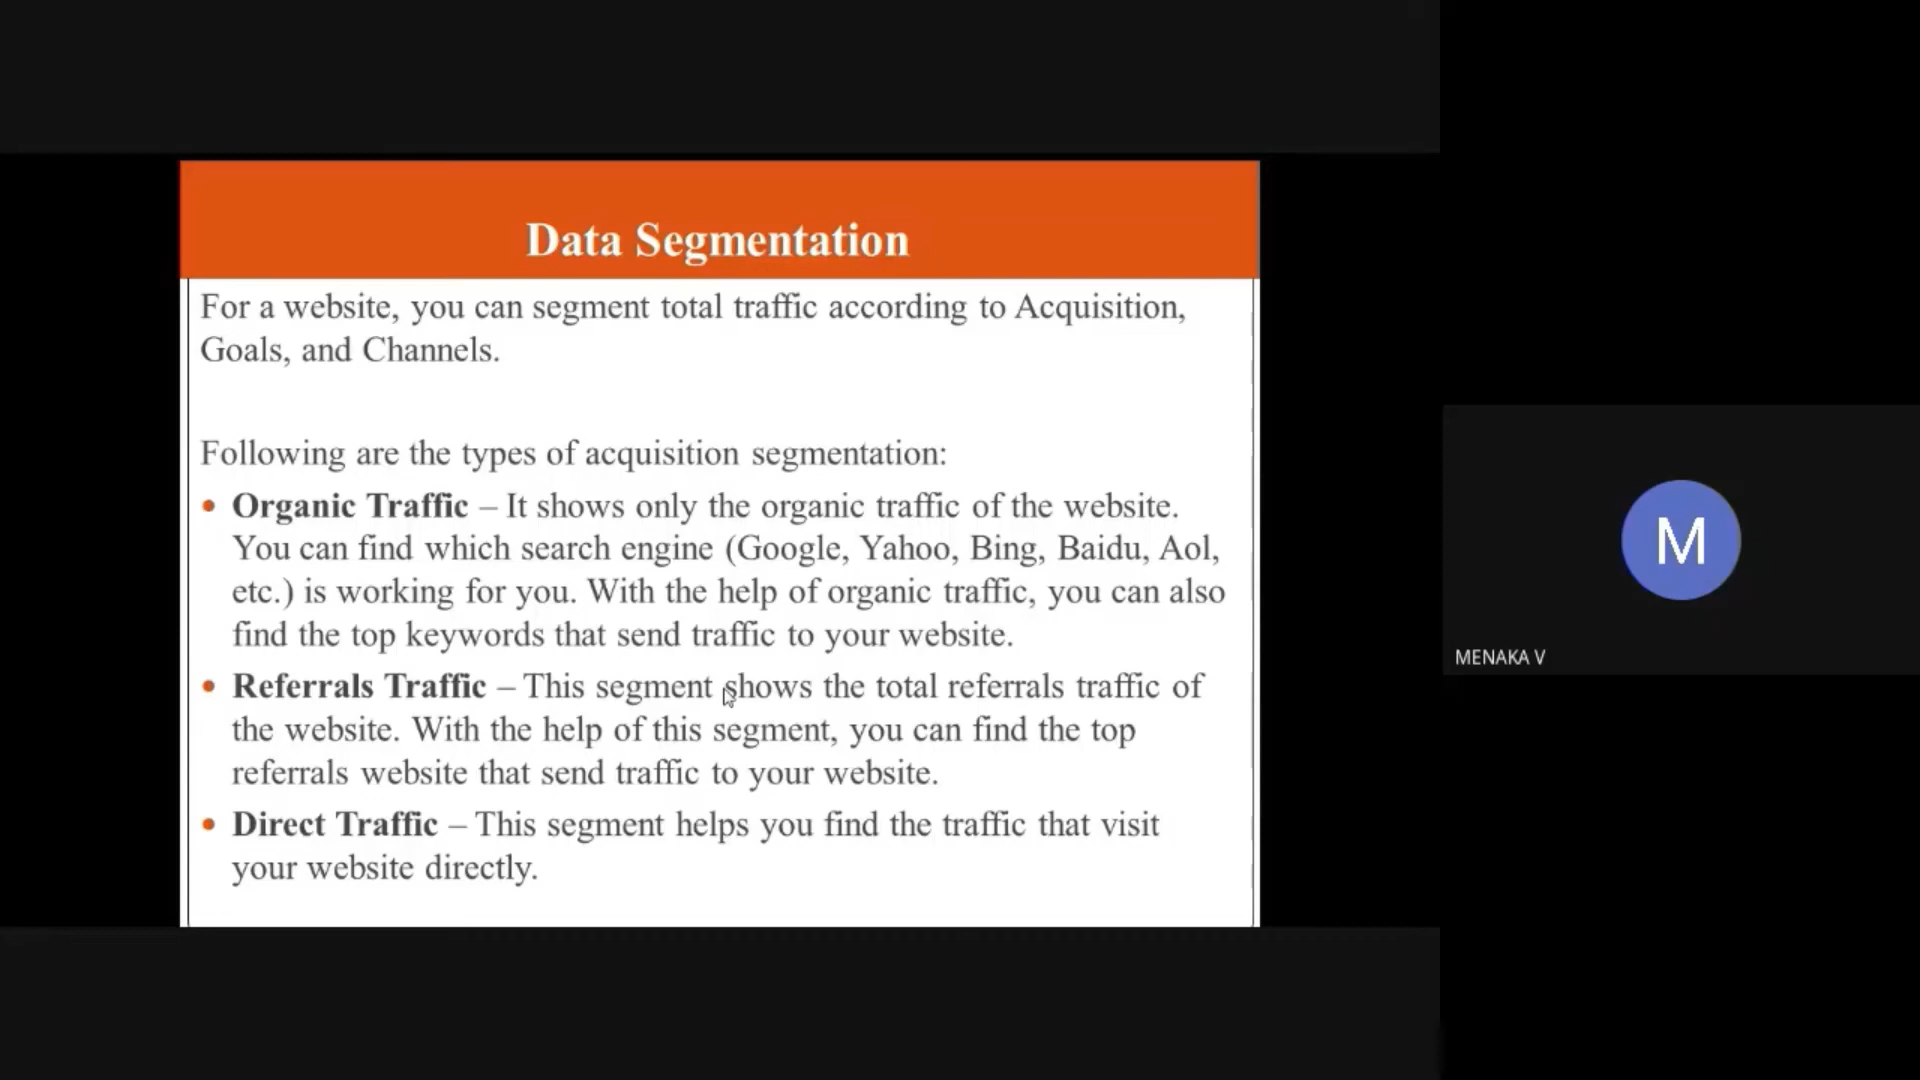 Data Segmentation
For a website, you can segment total traffic according to Acquisition,
Goals, and Channels.
Following are the types of acquisition segmentation:
• Organic Traffic – It shows only the organic traffic of the website.
You can find which search engine (Google, Yahoo, Bing, Baidu, Aol,
etc.) is working for you. With the help of organic traffic, you can also
find the top keywords that send traffic to your website.
• Referrals Traffic – This segment shows the total referrals traffic of
the website. With the help of this segment, you can find the top
referrals website that send traffic to your website.
• Direct Traffic – This segment helps you find the traffic that visit
your website directly.
M
MENAKA V